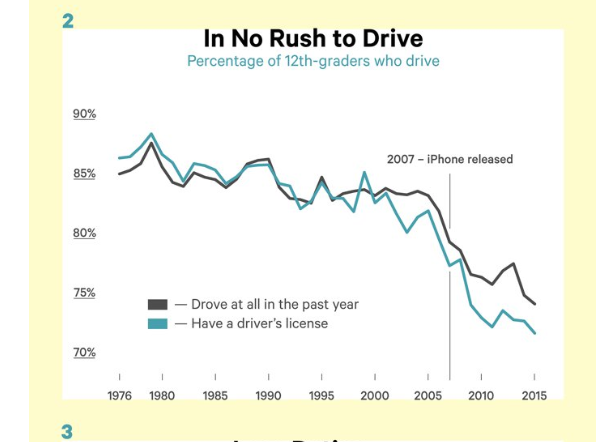 2
In No Rush to Drive
Percentage of 12th-graders who drive
90%
2007 – iPhone released
85%
80%
75%
— Drove at all in the past year
— Have a driver's license
70%
1976 1980 1985 1990 1995 2000 2005 2010 2015
3